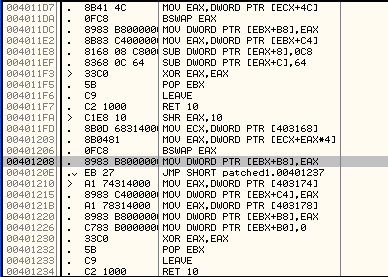 004011D7 . 8B41 4C MOV EAX,DWORD PTR [ECX+4C]
004011DA . 0FC8 BSWAP EAX
004011DC . 8983 B8000000 MOV DWORD PTR [EBX+B8],EAX
004011E2 . 8B83 C4000000 MOV EAX,DWORD PTR [EBX+C4]
004011E8 . 8168 08 C8000 SUB DWORD PTR [EAX+8],0C8
004011EF . 8368 0C 64 SUB DWORD PTR [EAX+C],64
004011F3 > 33C0 XOR EAX,EAX
004011F5 . 5B POP EBX
004011F6 . C9 LEAVE
004011F7 . C2 1000 RET 10
004011FA > C1E8 10 SHR EAX,10
004011FD . 8B0D 68314000 MOV ECX,DWORD PTR [403168]
00401203 . 8B0481 MOV EAX,DWORD PTR [ECX+EAX*4]
00401206 . 0FC8 BSWAP EAX
00401208 . 8983 B8000000 MOV DWORD PTR [EBX+B8],EAX
0040120E .⌄ EB 27 JMP SHORT patched1.00401237
00401210 > A1 74314000 MOV EAX,DWORD PTR [403174]
00401215 . 8983 C4000000 MOV DWORD PTR [EBX+C4],EAX
0040121B . A1 78314000 MOV EAX,DWORD PTR [403178]
00401220 . 8983 B8000000 MOV DWORD PTR [EBX+B8],EAX
00401226 . C783 B0000000 MOV DWORD PTR [EBX+B0],0
00401230 . 33C0 XOR EAX,EAX
00401232 . 5B POP EBX
00401233 . C9 LEAVE
00401234 . C2 1000 RET 10